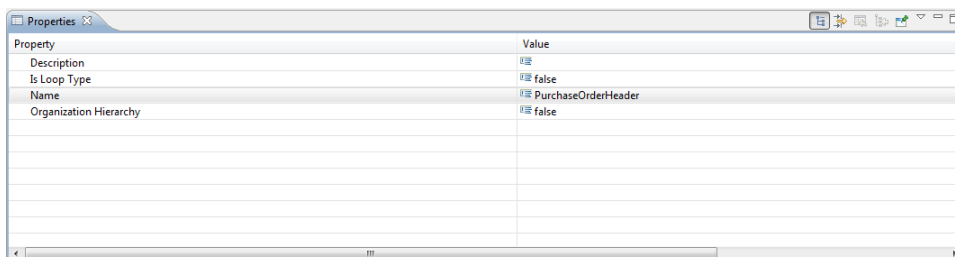 Properties
Property Value
Description
Is Loop Type false
Name PurchaseOrderHeader
Organization Hierarchy false